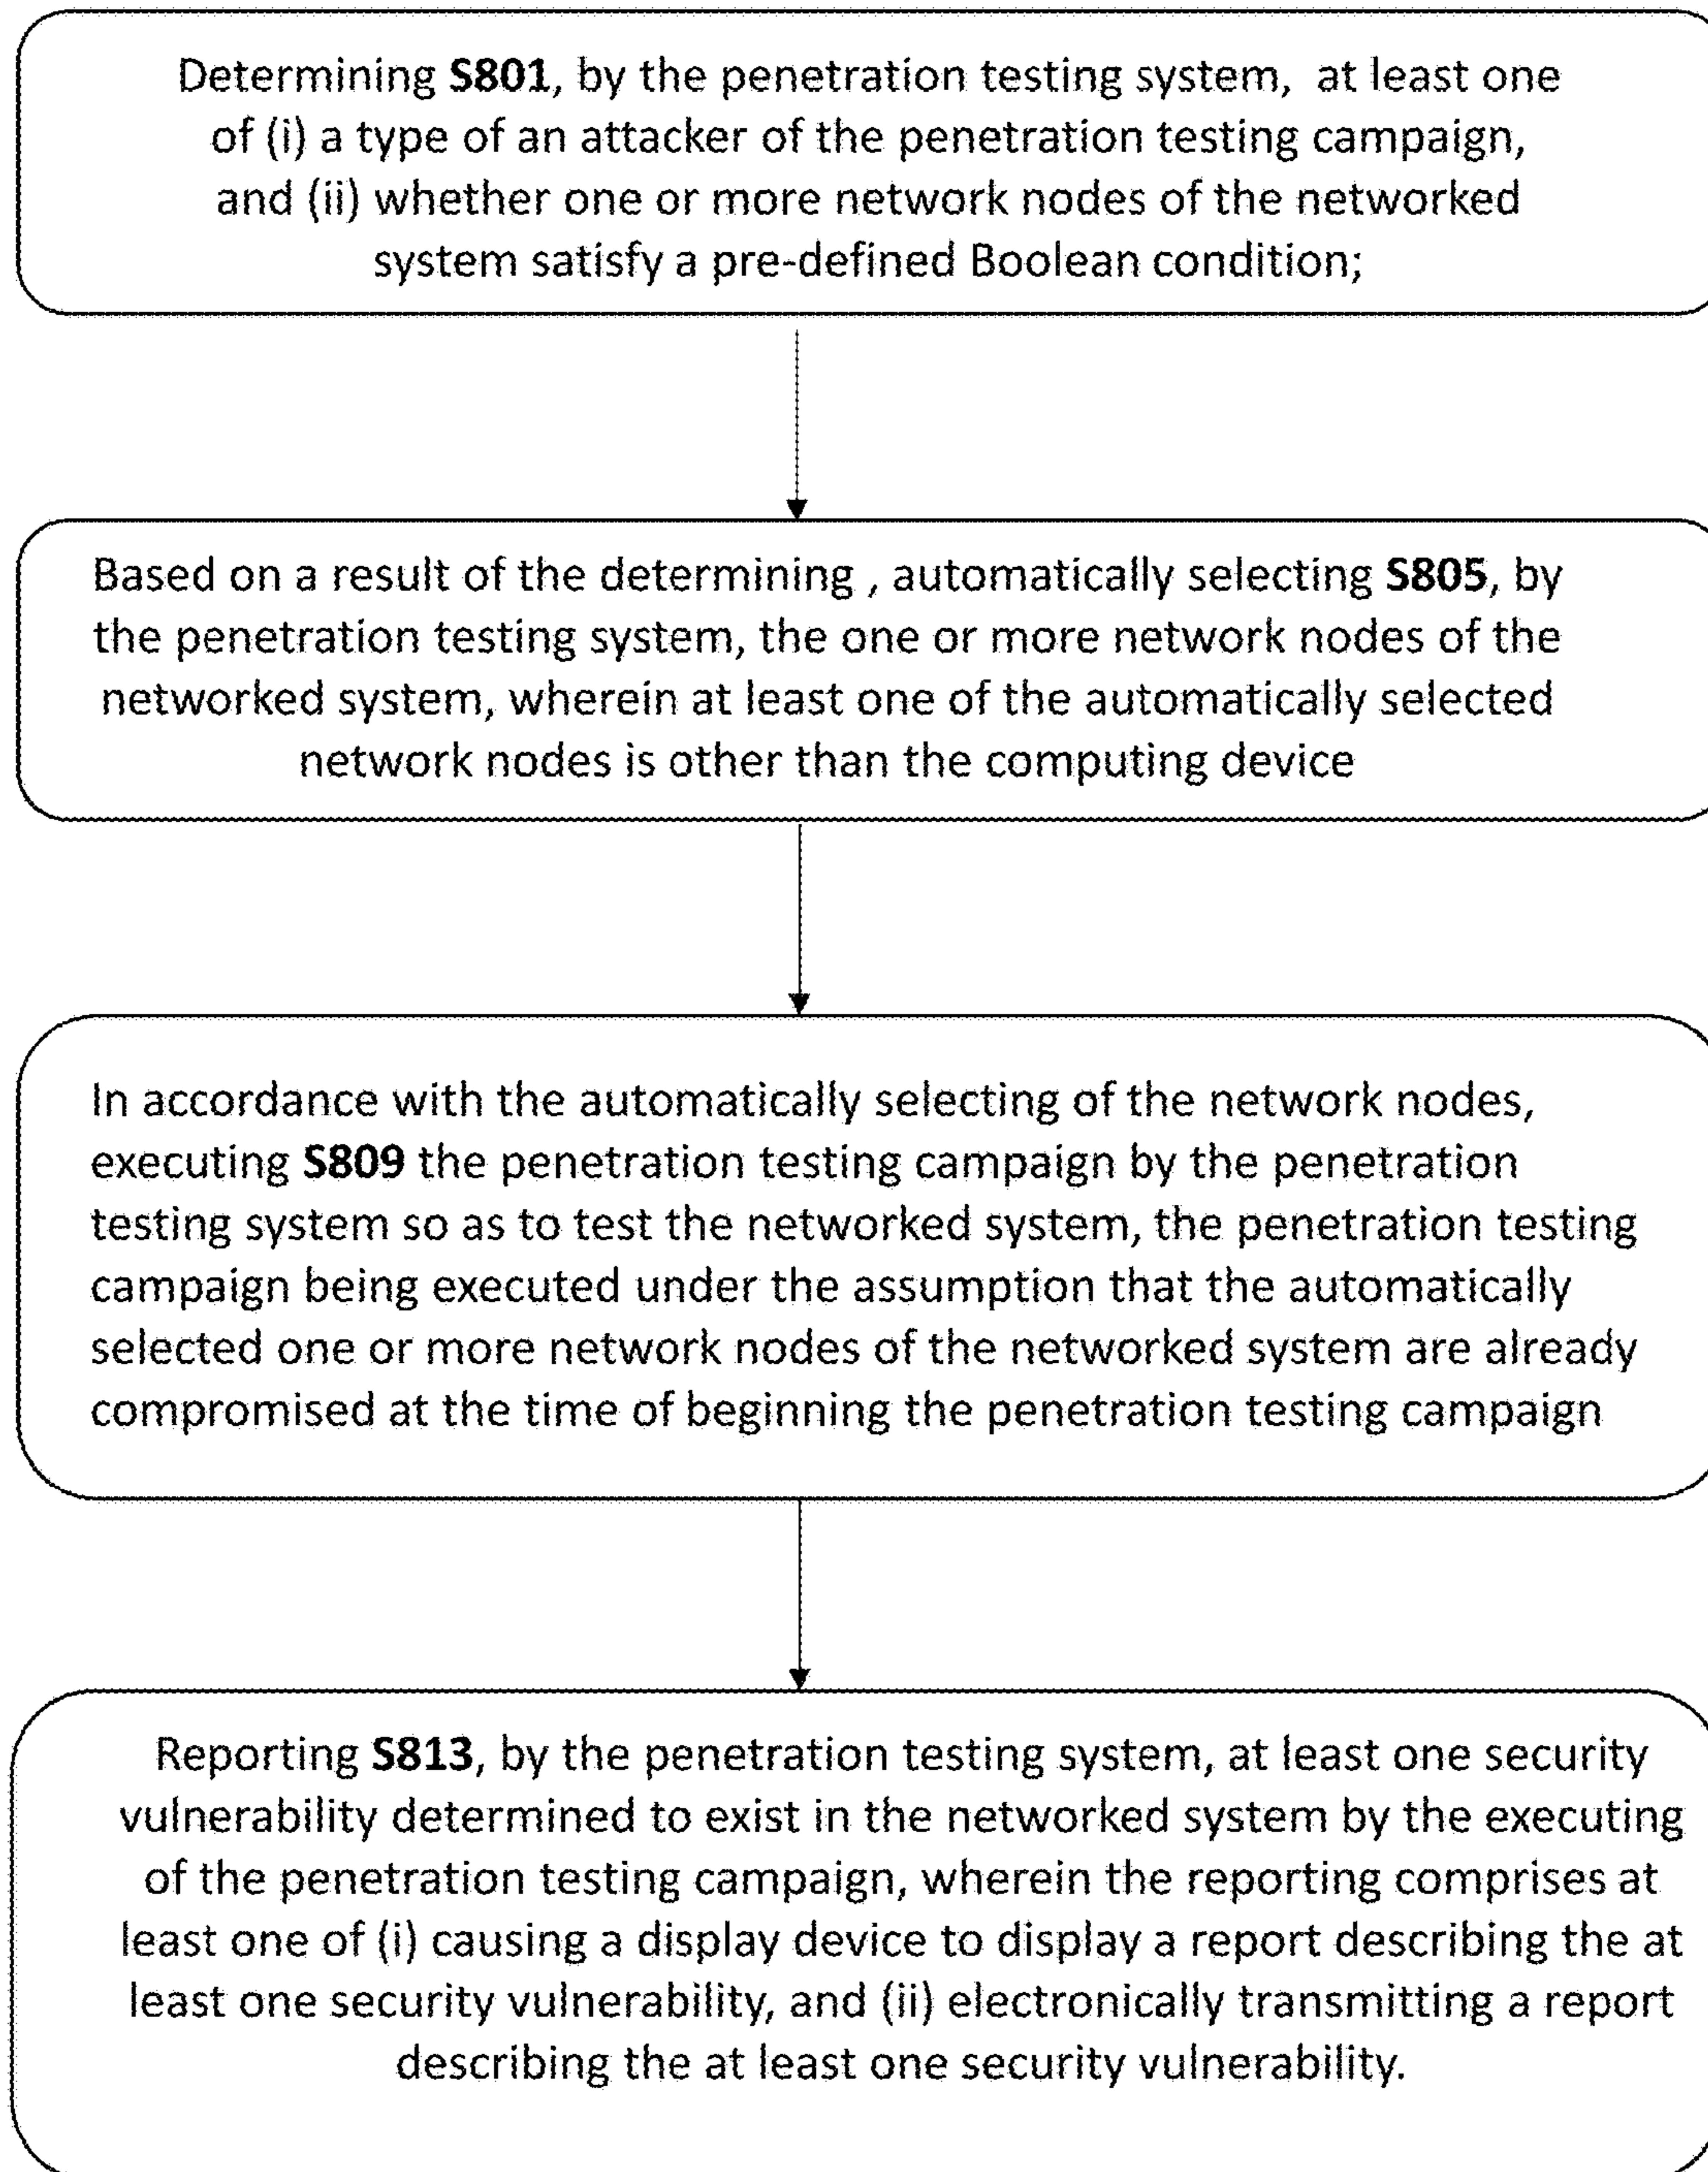 Determining S801, by the penetration testing system, at least one
of (i) a type of an attacker of the penetration testing campaign,
and (ii) whether one or more network nodes of the networked
system satisfy a pre-defined Boolean condition;
Based on a result of the determining , automatically selecting S805, by
the penetration testing system, the one or more network nodes of the
networked system, wherein at least one of the automatically selected
network nodes is other than the computing device
In accordance with the automatically selecting of the network nodes,
executing S809 the penetration testing campaign by the penetration
testing system so as to test the networked system, the penetration testing
campaign being executed under the assumption that the automatically
selected one or more network nodes of the networked system are already
compromised at the time of beginning the penetration testing campaign
Reporting S813, by the penetration testing system, at least one security
vulnerability determined to exist in the networked system by the executing
of the penetration testing campaign, wherein the reporting comprises at
least one of (i) causing a display device to display a report describing the at
least one security vulnerability, and (ii) electronically transmitting a report
describing the at least one security vulnerability.